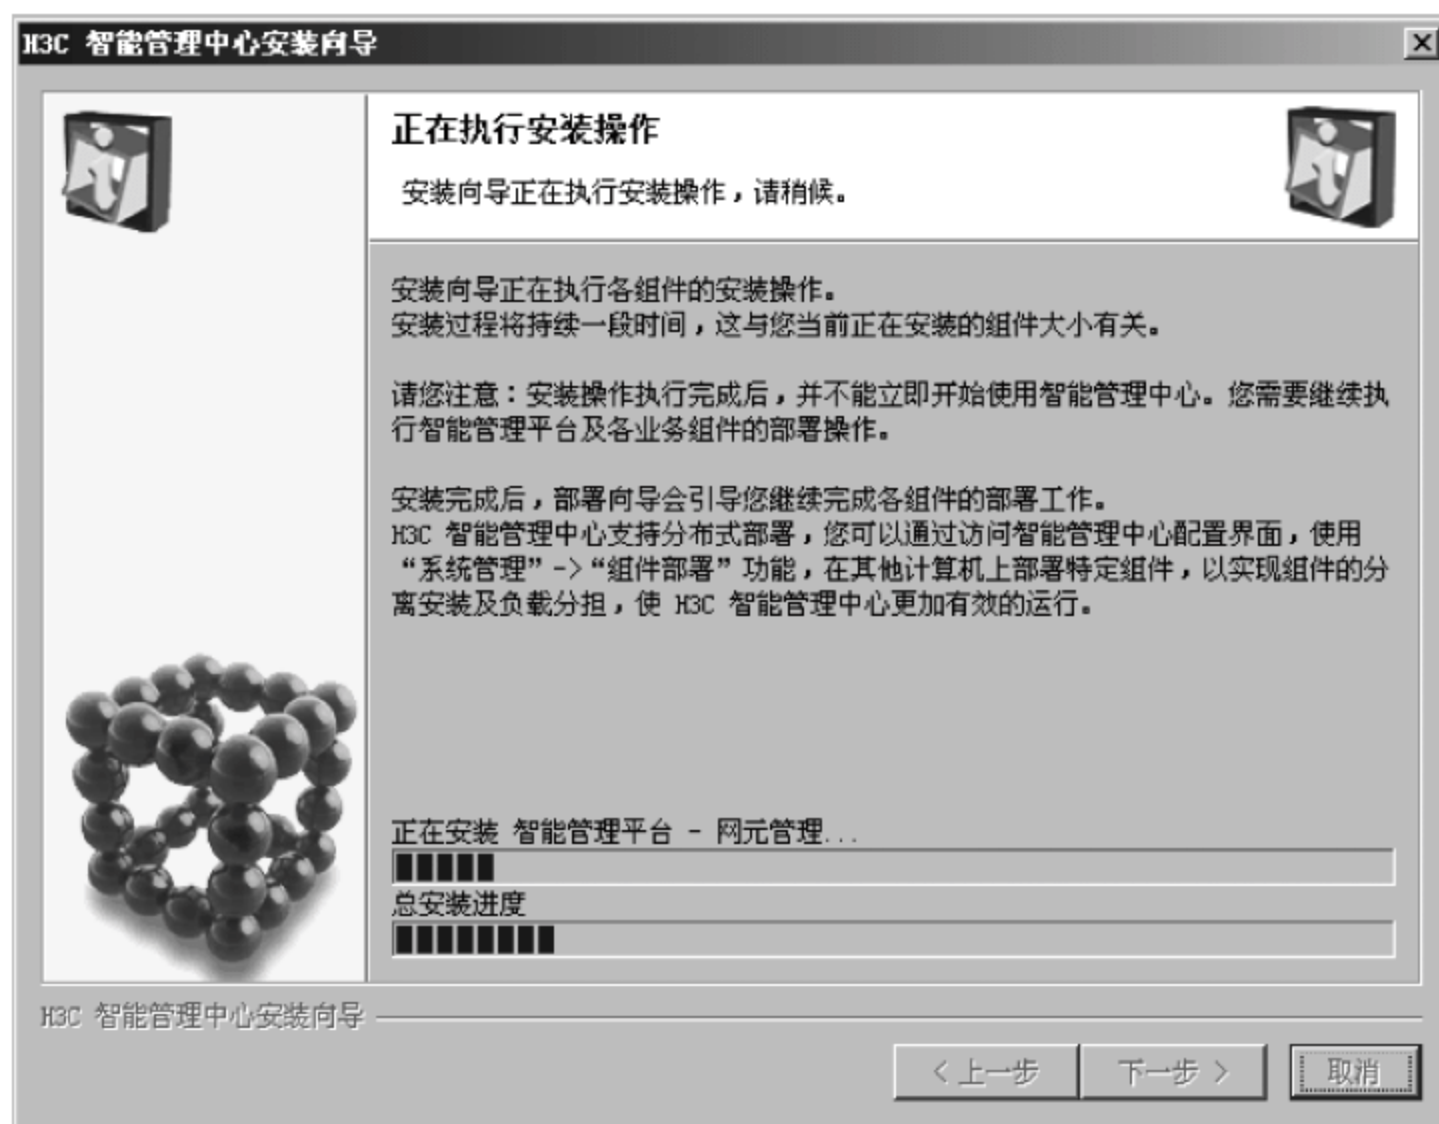 H3C 智能管理中心安装向导
正在执行安装操作
安装向导正在执行安装操作，请稍候。
安装向导正在执行各组件的安装操作。
安装过程将持续一段时间，这与您当前正在安装的组件大小有关。
请您注意：安装操作执行完成后，并不能立即开始使用智能管理中心。您需要继续执
行智能管理平台及各业务组件的部署操作。
安装完成后，部署向导会引导您继续完成各组件的部署工作。
H3C 智能管理中心支持分布式部署，您可以通过访问智能管理中心配置界面，使用
“系统管理”->“组件部署”功能，在其他计算机上部署特定组件，以实现组件的分
离安装及负载分担，使 H3C 智能管理中心更加有效的运行。
正在安装 智能管理平台 - 网元管理...
总安装进度
H3C 智能管理中心安装向导
< 上一步 下一步 > 取消